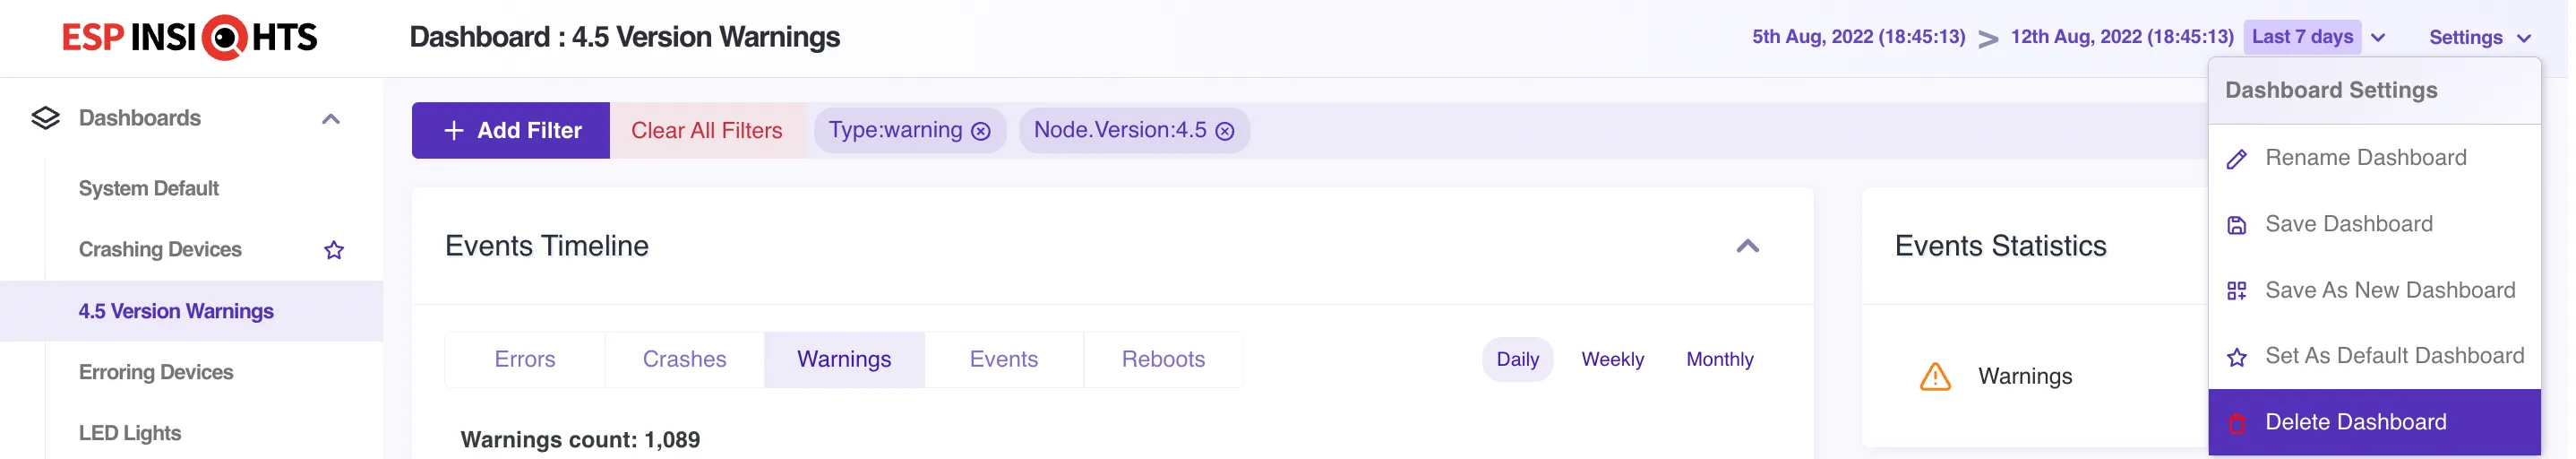 ESP INSIGHTS
Dashboard : 4.5 Version Warnings
5th Aug, 2022 (18:45:13) > 12th Aug, 2022 (18:45:13) Last 7 days
Settings
Dashboards
System Default
Crashing Devices
4.5 Version Warnings
Erroring Devices
LED Lights
+ Add Filter
Clear All Filters
Type:warning
Node.Version:4.5
Events Timeline
Errors
Crashes
Warnings
Events
Reboots
Daily
Weekly
Monthly
Warnings count: 1,089
Events Statistics
Warnings
Dashboard Settings
Rename Dashboard
Save Dashboard
Save As New Dashboard
Set As Default Dashboard
Delete Dashboard